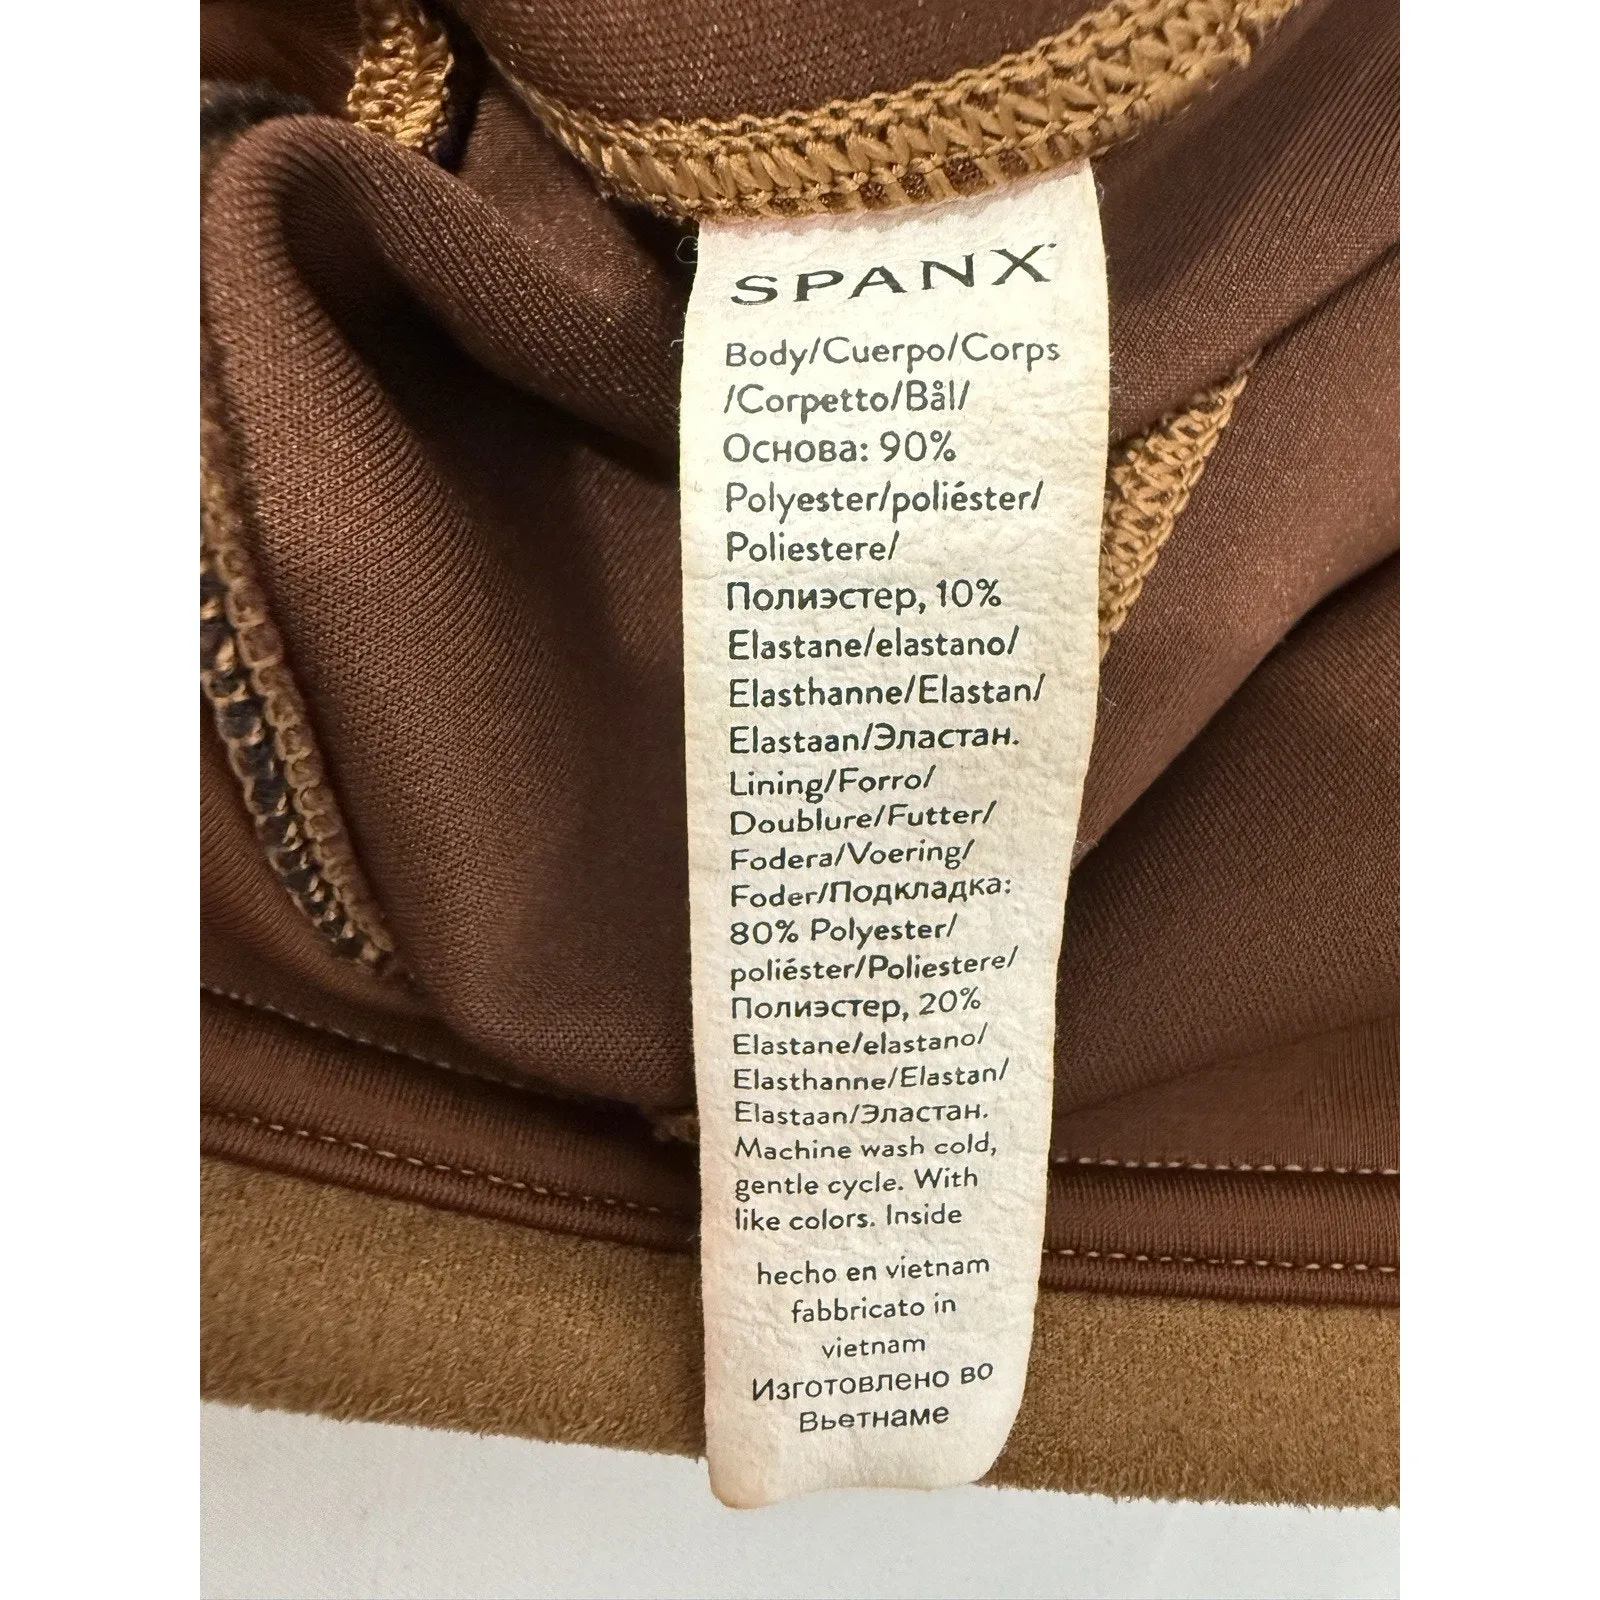 SPANX
Body/Cuerpo/Corps
/Corpetto/Bål/
Основа: 90%
Polyester/poliéster/
Poliestere/
Полиэстер, 10%
Elastane/elastano/
Elasthanne/Elastan/
Elastaan/Эластан.
Lining/Forro/
Doublure/Futter/
Fodera/Voering/
Foder/Подкладка:
80% Polyester/
poliéster/Poliestere/
Полиэстер, 20%
Elastane/elastano/
Elasthanne/Elastan/
Elastaan/Эластан.
Machine wash cold,
gentle cycle. With
like colors. Inside
hecho en vietnam
fabbricato in
vietnam
Изготовлено во
Вьетнаме